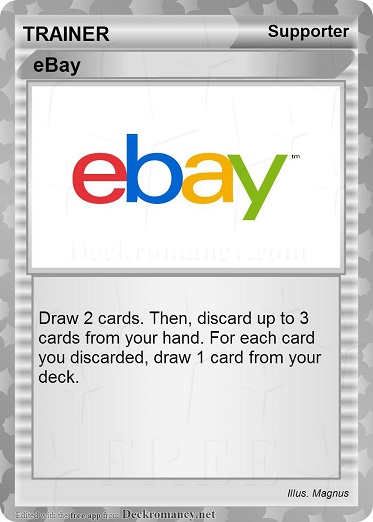 TRAINER Supporter
eBay
ebay™
Deckromancy.com
Draw 2 cards. Then, discard up to 3
cards from your hand. For each card
you discarded, draw 1 card from your
deck.
FREE
Illus. Magnus
Edited with the free app from Deckromancy.net